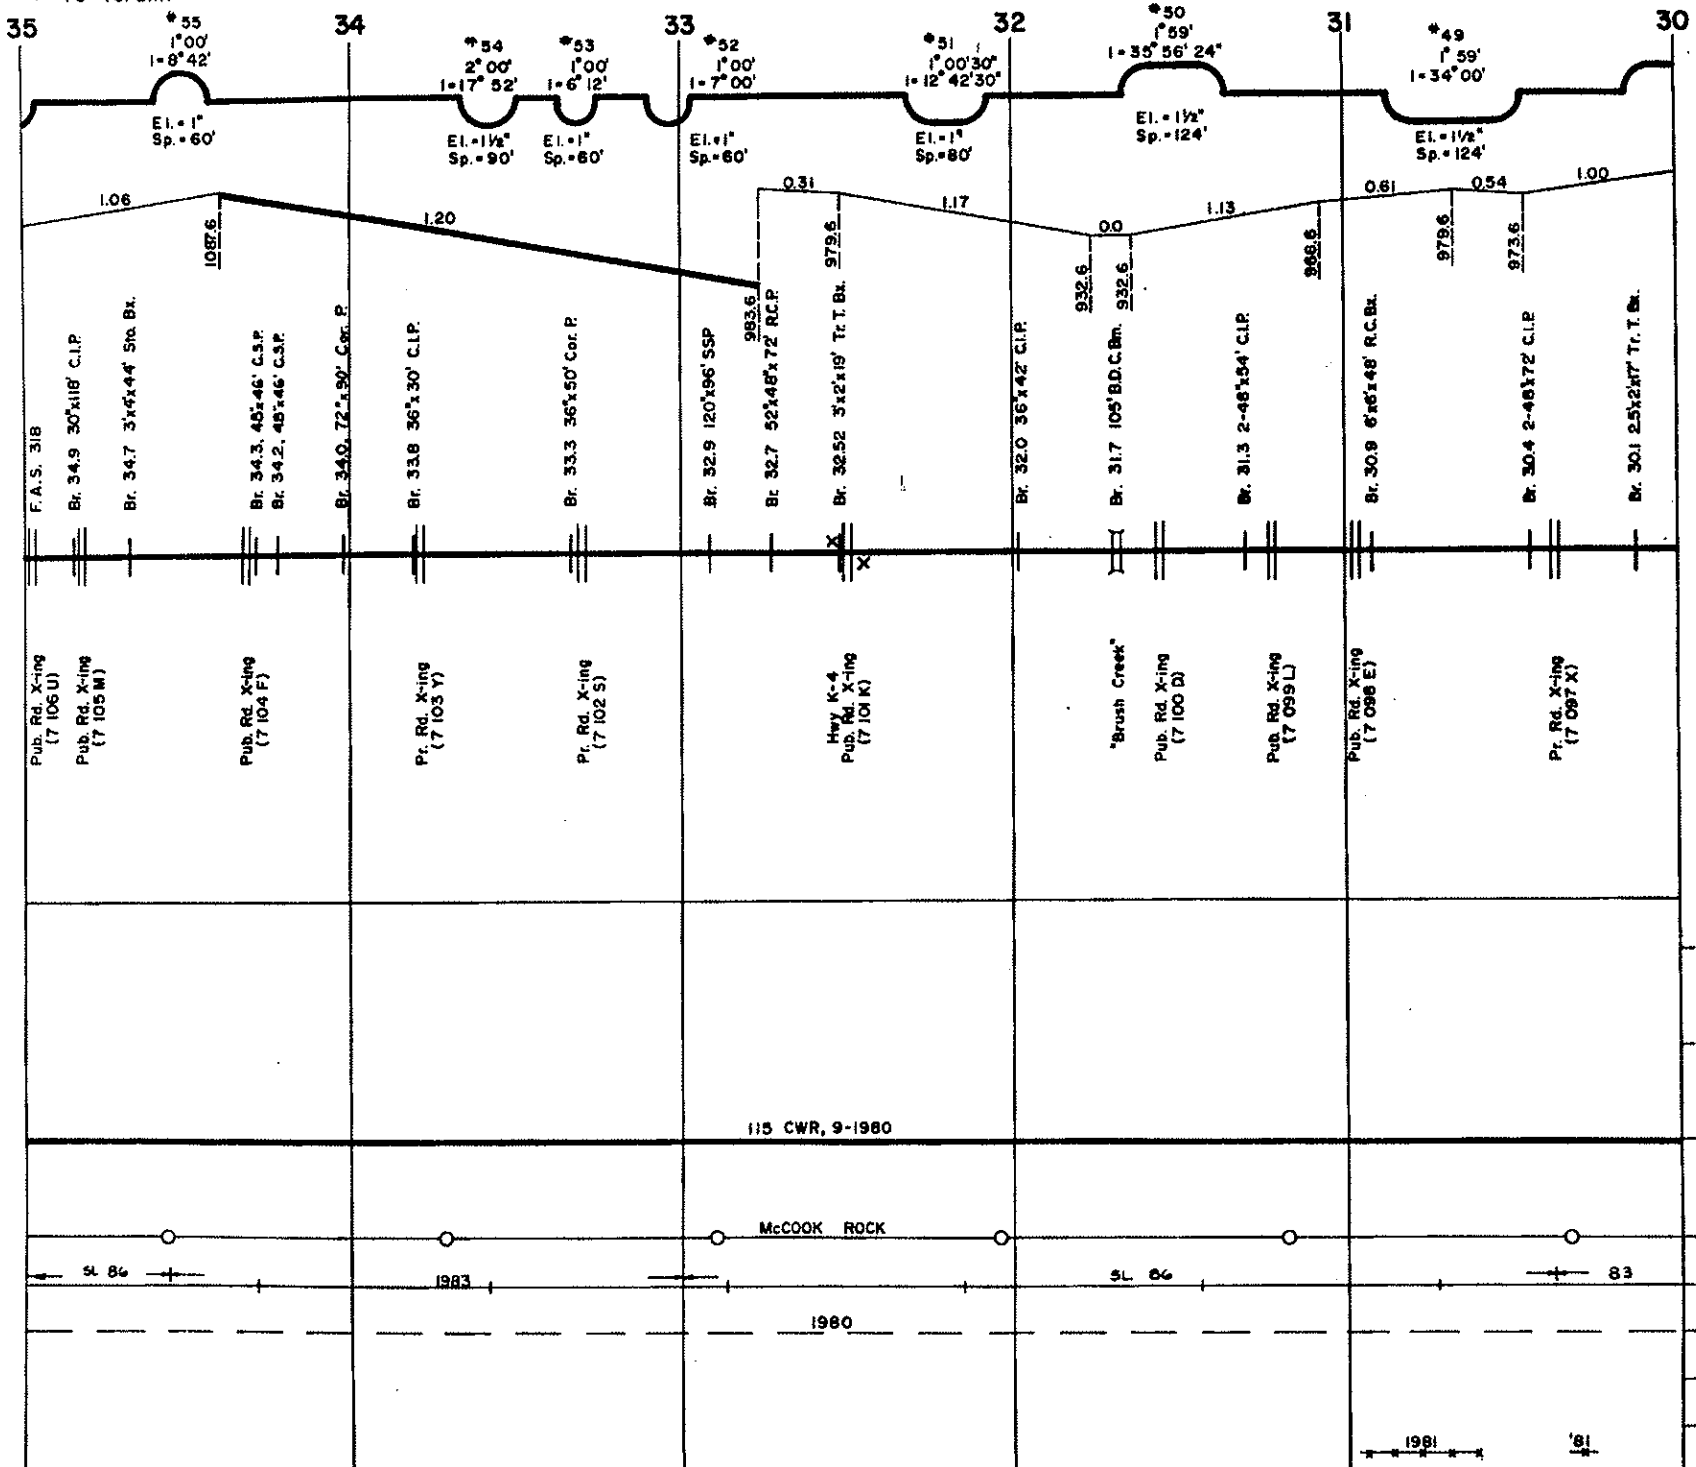 35 34 33 32 31 30
#55
1°00'
I=8°42'
El.=1"
Sp.=60'
#54
2°00'
I=17°52'
El.=1½"
Sp.=90'
#53
1°00'
I=6°12'
El.=1"
Sp.=60'
#52
1°00'
I=7°00'
El.=1"
Sp.=60'
#51
1°00'30"
I=12°42'30"
El.=1"
Sp.=80'
#50
1°59'
I=35°56'24"
El.=1½"
Sp.=124'
#49
1°59'
I=34°00'
El.=1½"
Sp.=124'
1.06
1.20
0.31
1.17
0.0
1.13
0.61
0.54
1.00
1087.6
983.6
979.6
932.6
932.6
979.6
973.6
F.A.S. 318
Br. 34.9 30"x118' C.I.P.
Br. 34.7 3'x4'x44' Sto. Bx.
Br. 34.3, 48"x46' C.S.P.
Br. 34.2, 48"x46' C.S.P.
Br. 34.0, 72"x90' Cor. P.
Br. 33.8 36"x30' C.I.P.
Br. 33.3 36"x50' Cor. P.
Br. 32.9 120"x96' SSP
Br. 32.7 52"x48"x72' R.C.P.
Br. 32.52 3'x2'x19' Tr. T. Bx.
Br. 32.0 36"x42' C.I.P.
Br. 31.7 105' B.D.C. Bm.
Br. 31.3 2-48"x54' C.I.P.
Br. 30.9 6'x6'x48' R.C.Bx.
Br. 30.4 2-48"x72' C.I.P.
Br. 30.1 2.5'x2'x17' Tr. T. Bx.
Pub. Rd. X-ing
(7 106 U)
Pub. Rd. X-ing
(7 105 M)
Pub. Rd. X-ing
(7 104 F)
Pr. Rd. X-ing
(7 103 Y)
Pr. Rd. X-ing
(7 102 S)
Hwy K-4
Pub. Rd. X-ing
(7 101 K)
"Brush Creek"
Pub. Rd. X-ing
(7 100 D)
Pub. Rd. X-ing
(7 099 L)
Pub. Rd. X-ing
(7 098 E)
Pr. Rd. X-ing
(7 097 X)
115 CWR, 9-1980
McCOOK ROCK
SL 86
1983
SL 86
83
1980
1981
'81